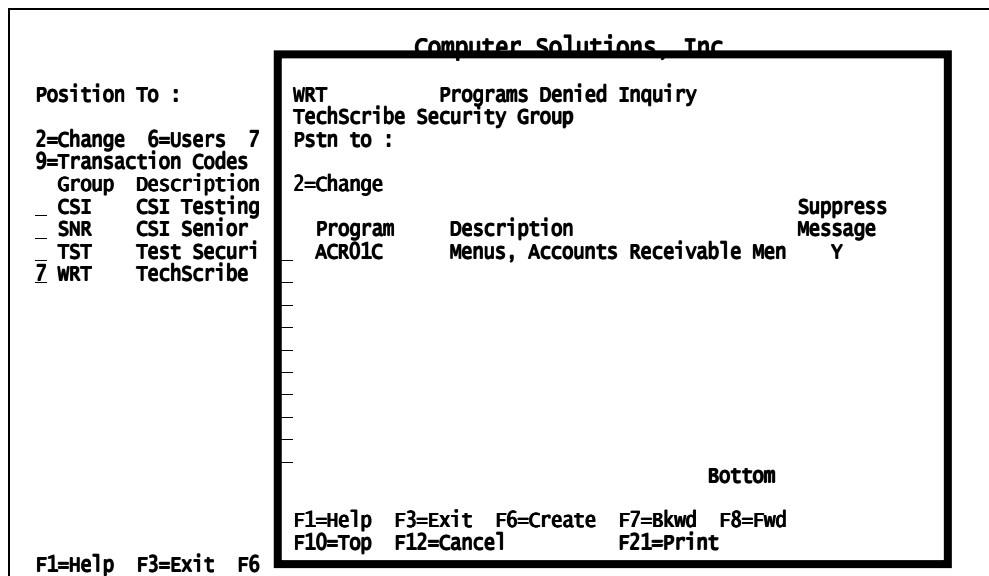 Computer Solutions, Inc
Position To :
2=Change  6=Users  7
9=Transaction Codes
Group  Description
_ CSI  CSI Testing
_ SNR  CSI Senior
_ TST  Test Securi
7 WRT  TechScribe
F1=Help  F3=Exit  F6
WRT  Programs Denied Inquiry
TechScribe Security Group
Pstn to :
2=Change
Suppress
Program  Description  Message
ACR01C  Menus, Accounts Receivable Men  Y
Bottom
F1=Help  F3=Exit  F6=Create  F7=Bkwd  F8=Fwd
F10=Top  F12=Cancel  F21=Print